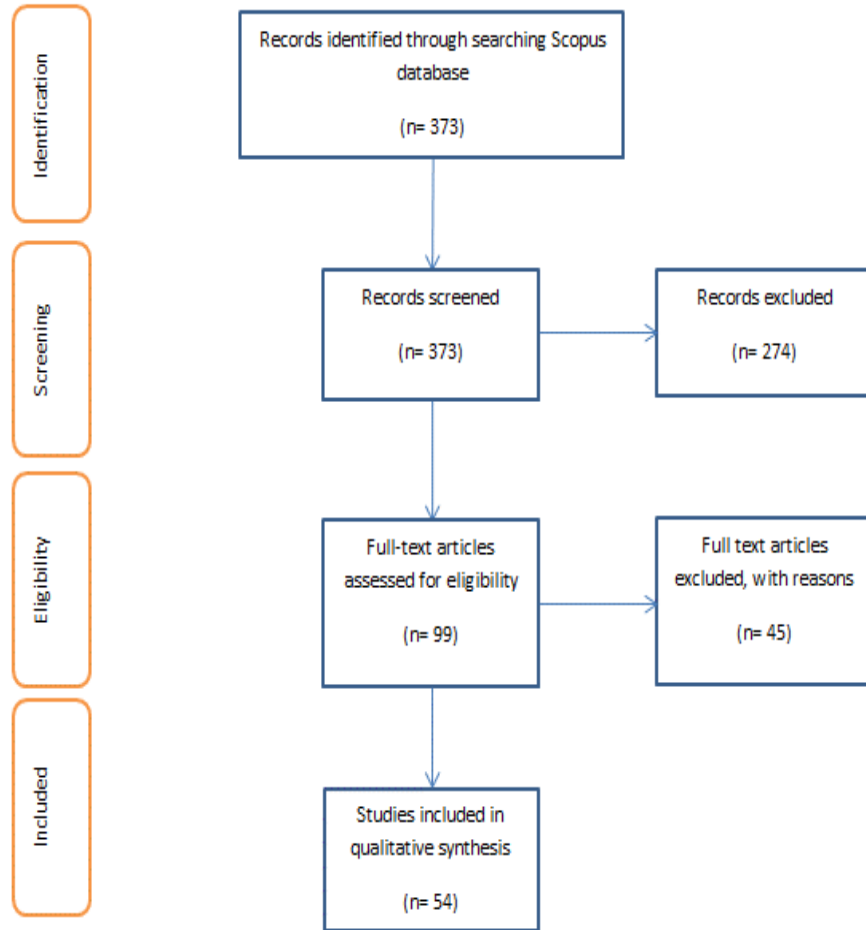 Identification
Records identified through searching Scopus
database
(n= 373)
Screening
Records screened
(n= 373)
Records excluded
(n= 274)
Eligibility
Full-text articles
assessed for eligibility
(n= 99)
Full text articles
excluded, with reasons
(n= 45)
Included
Studies included in
qualitative synthesis
(n= 54)